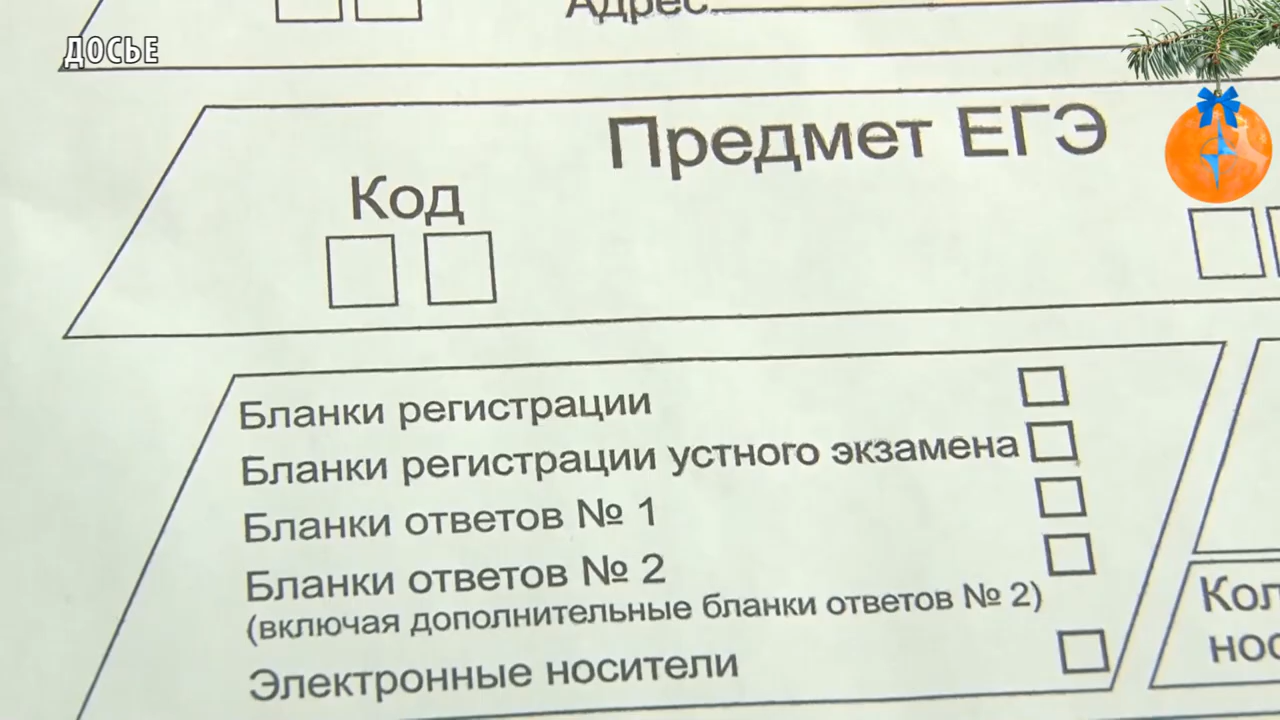 ДОСЬЕ
Адрес
Предмет ЕГЭ
Код
Бланки регистрации
Бланки регистрации устного экзамена
Бланки ответов № 1
Бланки ответов № 2
(включая дополнительные бланки ответов № 2)
Электронные носители